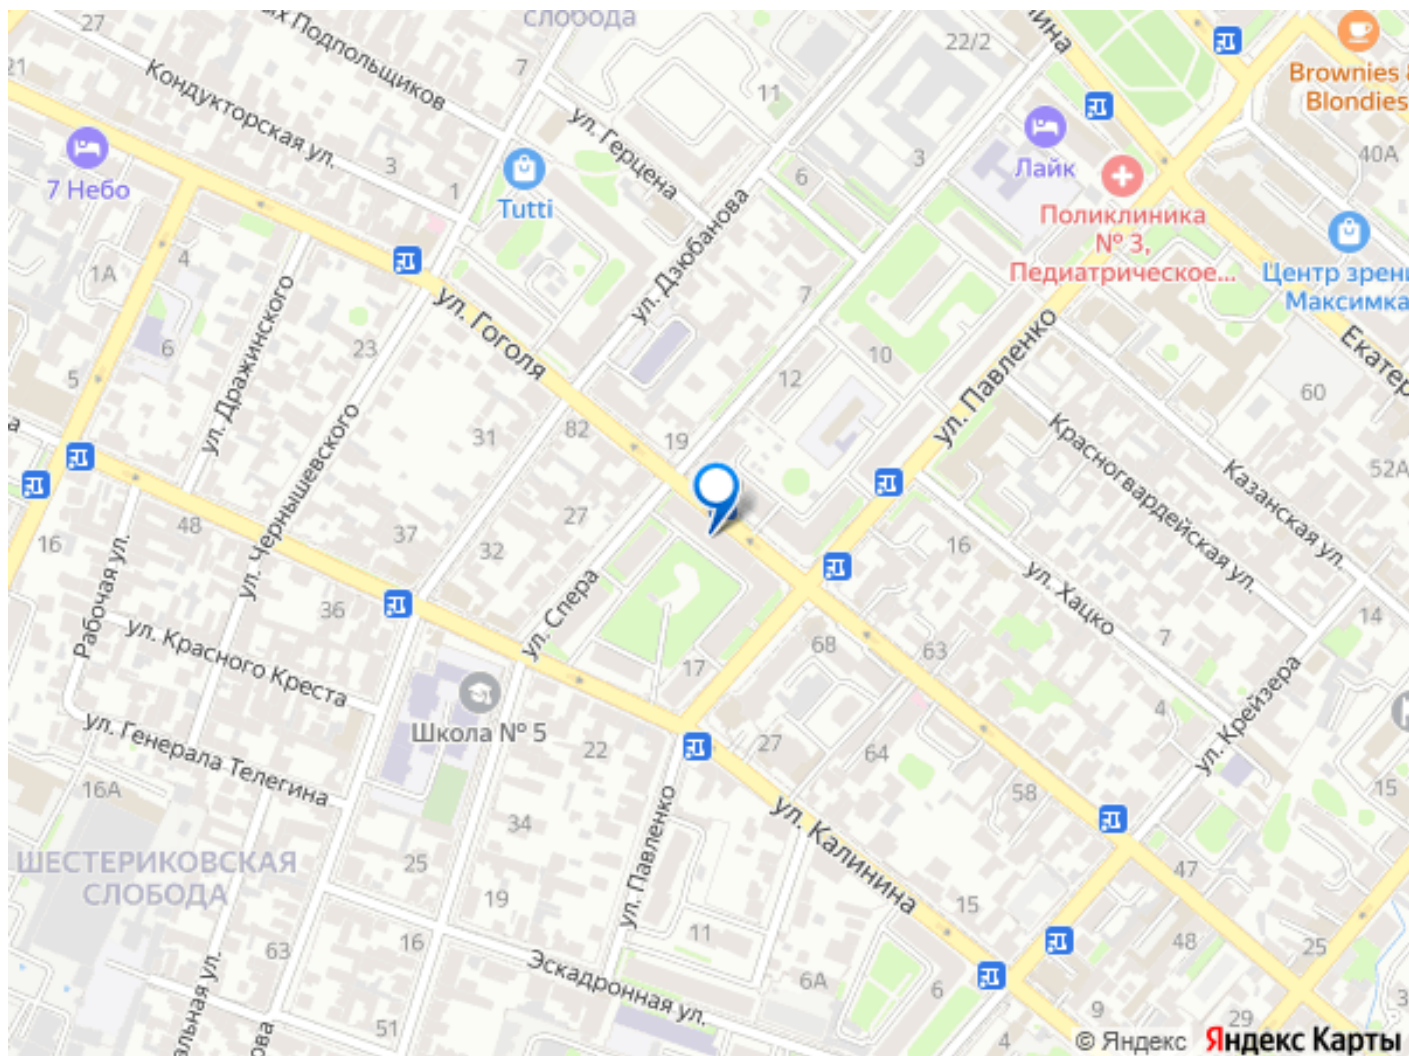 27
ых Подпольщиков
СЛОБОДА
7
22/2
Brownies &
Blondies
21
Кондукторская ул.
11
ул. Герцена
3
Лайк
40А
7 Небо
3
1
Tutti
6
Поликлиника
№ 3,
Педиатрическое...
Центр зрени
Максимка
1А
4
ул. Дзюбанова
7
ул. Гоголя
ул. Дражинского
6
23
5
10
12
ул. Павленко
Екатер
60
ул. Чернышевского
31
82
19
Красногвардейская ул.
Казанская ул.
52А
16
48
37
27
32
16
Рабочая ул.
36
ул. Спера
ул. Хацко
14
ул. Красного Креста
17
68
63
7
ул. Крейзера
4
Школа № 5
ул. Генерала Телегина
22
27
64
58
15
16А
ул. Павленко
34
ул. Калинина
ШЕСТЕРИКОВСКАЯ
СЛОБОДА
25
19
47
15
63
16
11
48
25
Эскадронная ул.
6А
6
9
29
51
4
© Яндекс
Яндекс Карты